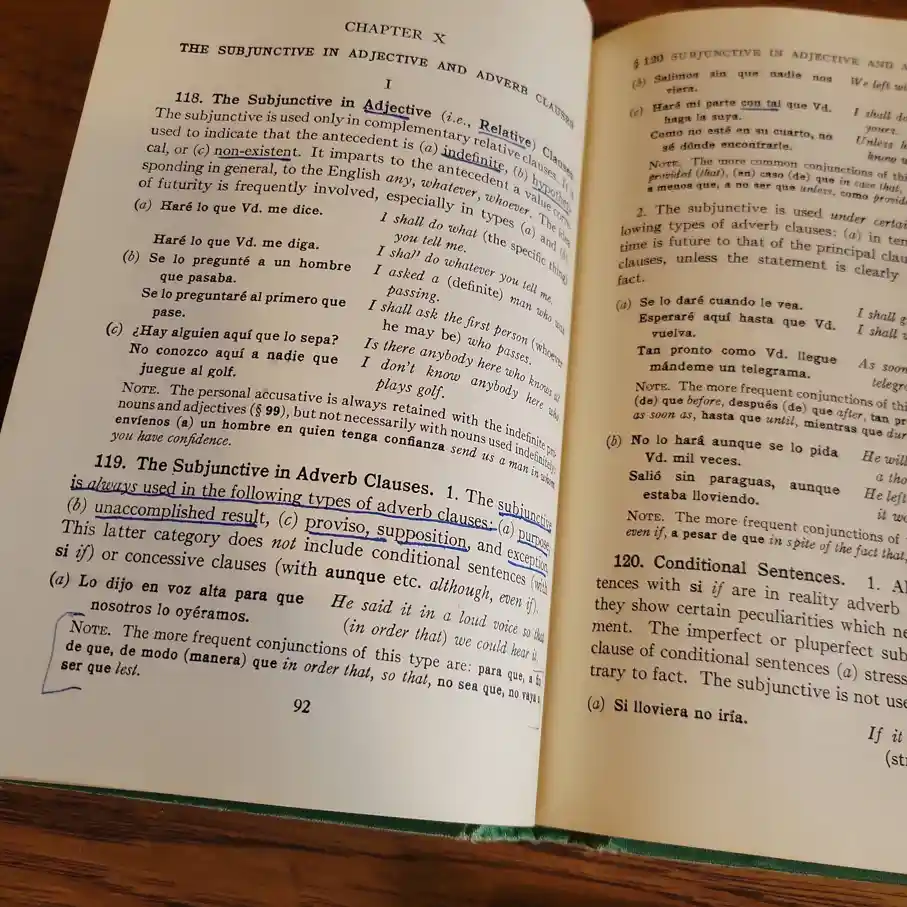 CHAPTER X
THE SUBJUNCTIVE IN ADJECTIVE AND ADVERB CLAUSES
I
118. The Subjunctive in Adjective (i.e., Relative) Clauses
The subjunctive is used only in complementary relative clauses. It is
used to indicate that the antecedent is (a) indefinite, (b) hypotheti-
cal, or (c) non-existent. It imparts to the antecedent a value corre-
sponding in general, to the English any, whatever, whoever. The idea
of futurity is frequently involved, especially in types (a) and (b)
(a) Haré lo que Vd. me dice.
I shall do what (the specific thing)
you tell me.
Haré lo que Vd. me diga.
I shall do whatever you tell me.
(b) Se lo pregunté a un hombre
que pasaba.
I asked a (definite) man who was
passing.
Se lo preguntaré al primero que
pase.
I shall ask the first person (whoever
he may be) who passes.
(c) ¿Hay alguien aquí que lo sepa?
Is there anybody here who knows it?
No conozco aquí a nadie que
juegue al golf.
I don't know anybody here who
plays golf.
NOTE. The personal accusative is always retained with the indefinite pro-
nouns and adjectives (§ 99), but not necessarily with nouns used indefinitely:
envíenos (a) un hombre en quien tenga confianza send us a man in whom
you have confidence.
119. The Subjunctive in Adverb Clauses. 1. The subjunctive
is always used in the following types of adverb clauses: (a) purpose,
(b) unaccomplished result, (c) proviso, supposition, and exception.
This latter category does not include conditional sentences (with
si if) or concessive clauses (with aunque etc. although, even if).
(a) Lo dijo en voz alta para que
nosotros lo oyéramos.
He said it in a loud voice so that
(in order that) we could hear it.
NOTE. The more frequent conjunctions of this type are: para que, a fin
de que, de modo (manera) que in order that, so that, no sea que, no vaya a
ser que lest.
92
§ 120 SUBJUNCTIVE IN ADJECTIVE AND
(b) Salimos sin que nadie nos
viera.
We left
(c) Haré mi parte con tal que Vd.
haga la suya.
I shall
yours.
Como no esté en su cuarto, no
sé dónde encontrarle.
Unless
know
NOTE. The more common conjunctions of
provided (that), (en) caso (de) que in case that,
a menos que, a no ser que unless, como
2. The subjunctive is used under
lowing types of adverb clauses: (a) in
time is future to that of the principal
clauses, unless the statement is clearly
fact.
(a) Se lo daré cuando le vea.
I shall
Esperaré aquí hasta que Vd.
vuelva.
I shall
Tan pronto como Vd. llegue
mándeme un telegrama.
As soon
NOTE. The more frequent conjunctions of
(de) que before, después (de) que after, tan
as soon as, hasta que until, mientras que
(b) No lo hará aunque se lo pida
Vd. mil veces.
He will
a
Salió sin paraguas, aunque
estaba lloviendo.
He left
it
NOTE. The more frequent conjunctions of
even if, a pesar de que in spite of the fact that,
120. Conditional Sentences. 1.
tences with si if are in reality adverb
they show certain peculiarities which
ment. The imperfect or pluperfect
clause of conditional sentences (a)
trary to fact. The subjunctive is not
(a) Si lloviera no iría.
If it